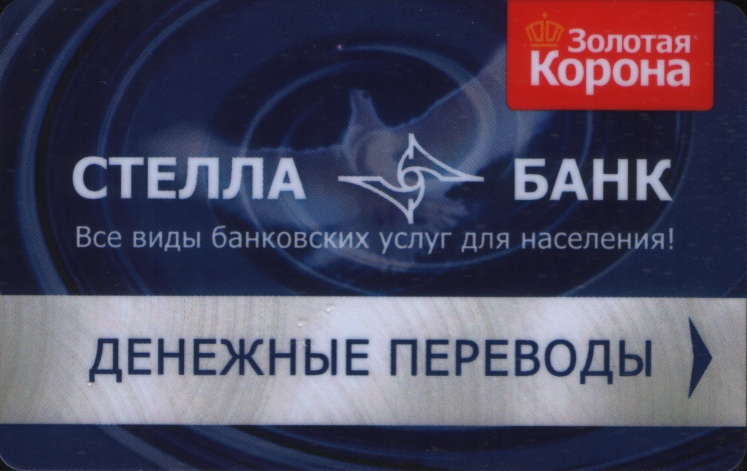 Золотая
Корона
СТЕЛЛА БАНК
Все виды банковских услуг для населения!
ДЕНЕЖНЫЕ ПЕРЕВОДЫ